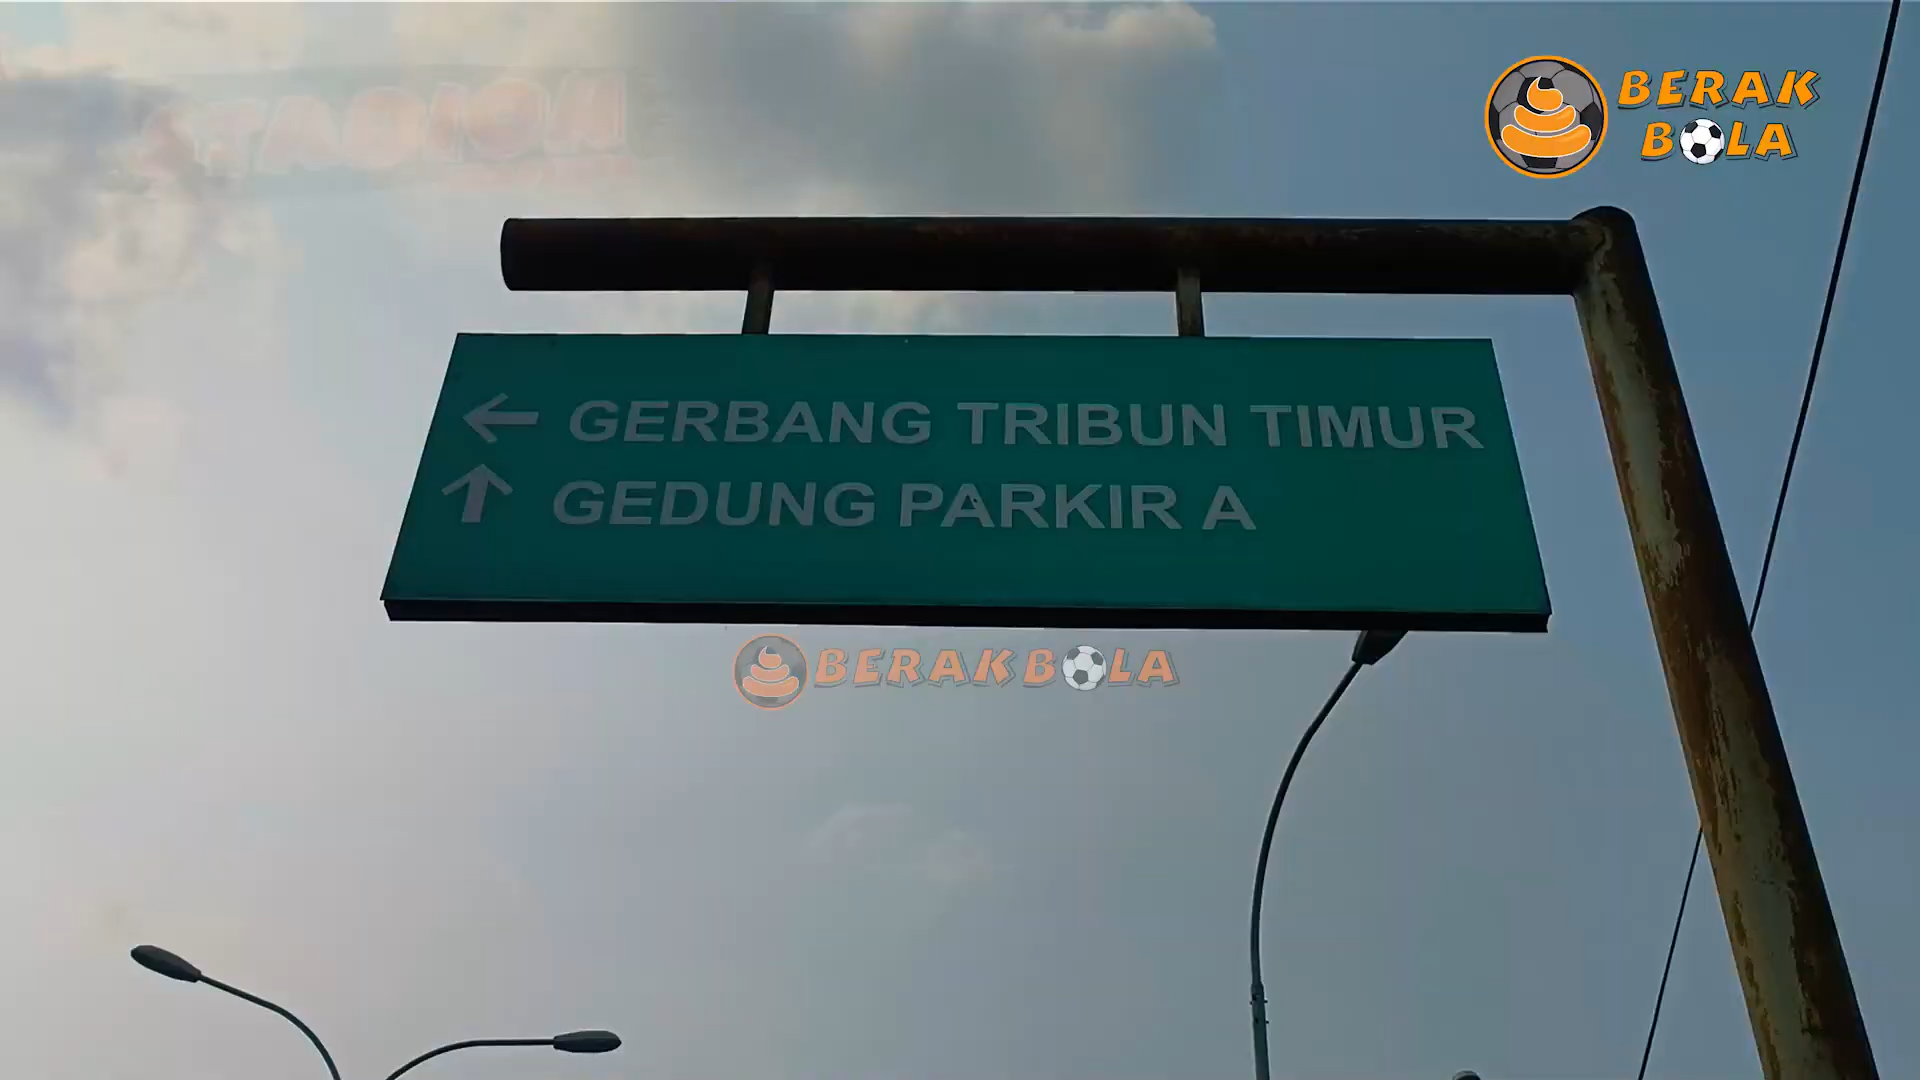 BERAK
BOLA
← GERBANG TRIBUN TIMUR
↑ GEDUNG PARKIR A
BERAKBOLA